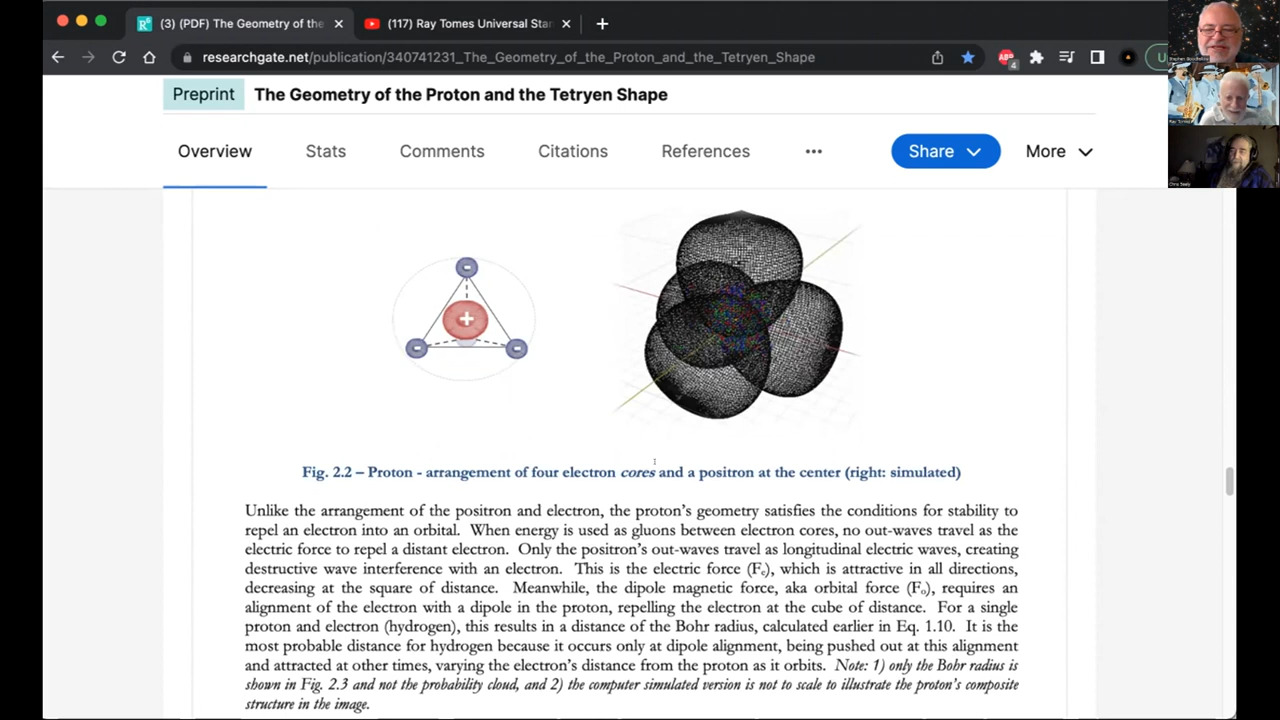 (3) (PDF) The Geometry of the
(117) Ray Tomes Universal Sta
researchgate.net/publication/340741231_The_Geometry_of_the_Proton_and_the_Tetryen_Shape
ABP
4
U
Preprint
The Geometry of the Proton and the Tetryen Shape
Overview
Stats
Comments
Citations
References
Share
More
Fig. 2.2 – Proton - arrangement of four electron cores and a positron at the center (right: simulated)
Unlike the arrangement of the positron and electron, the proton's geometry satisfies the conditions for stability to
repel an electron into an orbital. When energy is used as gluons between electron cores, no out-waves travel as the
electric force to repel a distant electron. Only the positron's out-waves travel as longitudinal electric waves, creating
destructive wave interference with an electron. This is the electric force (Fe), which is attractive in all directions,
decreasing at the square of distance. Meanwhile, the dipole magnetic force, aka orbital force (Fo), requires an
alignment of the electron with a dipole in the proton, repelling the electron at the cube of distance. For a single
proton and electron (hydrogen), this results in a distance of the Bohr radius, calculated earlier in Eq. 1.10. It is the
most probable distance for hydrogen because it occurs only at dipole alignment, being pushed out at this alignment
and attracted at other times, varying the electron's distance from the proton as it orbits. Note: 1) only the Bohr radius is
shown in Fig. 2.3 and not the probability cloud, and 2) the computer simulated version is not to scale to illustrate the proton's composite
structure in the image.